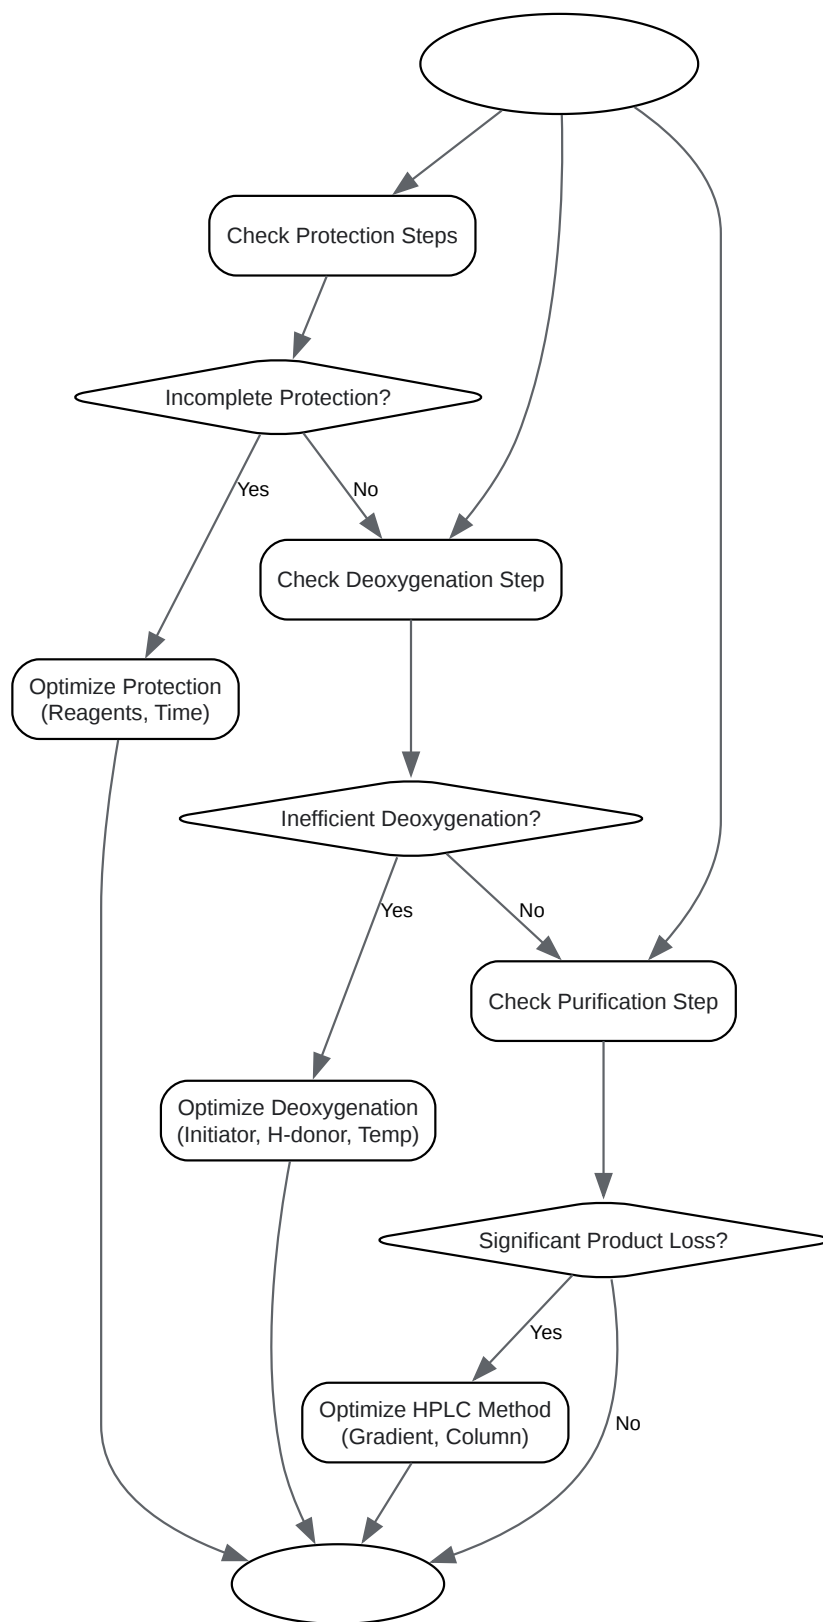 Check Protection Steps
Incomplete Protection?
Yes
No
Check Deoxygenation Step
Optimize Protection
(Reagents, Time)
Inefficient Deoxygenation?
Yes
No
Check Purification Step
Optimize Deoxygenation
(Initiator, H-donor, Temp)
Significant Product Loss?
Yes
Optimize HPLC Method
(Gradient, Column)
No